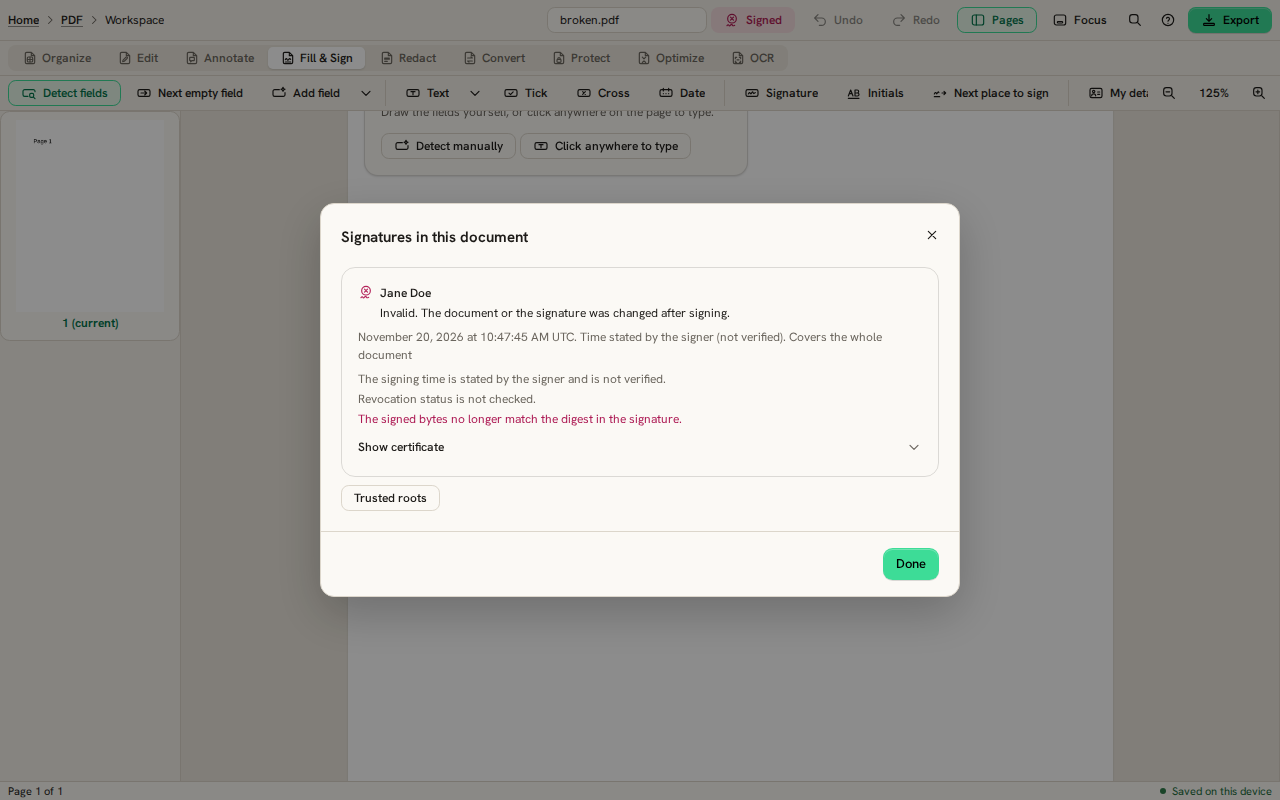 Home
PDF
Workspace
broken.pdf
Signed
Undo
Redo
Pages
Focus
Export
Organize
Edit
Annotate
Fill & Sign
Redact
Convert
Protect
Optimize
OCR
Detect fields
Next empty field
Add field
Text
Tick
Cross
Date
Signature
Initials
Next place to sign
My deta
125%
Page 1
1 (current)
Draw the fields yourself, or click anywhere on the page to type.
Detect manually
Click anywhere to type
Signatures in this document
Jane Doe
Invalid. The document or the signature was changed after signing.
November 20, 2026 at 10:47:45 AM UTC. Time stated by the signer (not verified). Covers the whole
document
The signing time is stated by the signer and is not verified.
Revocation status is not checked.
The signed bytes no longer match the digest in the signature.
Show certificate
Trusted roots
Done
Page 1 of 1
Saved on this device